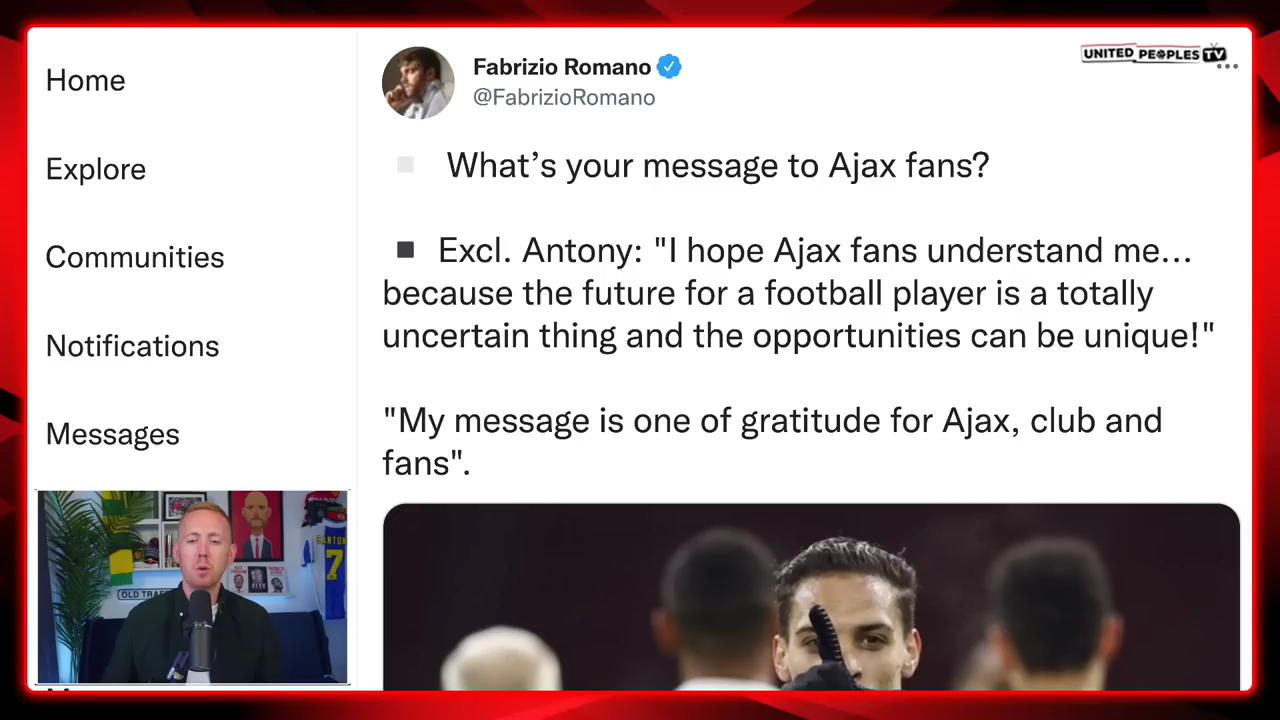 Home
Explore
Communities
Notifications
Messages
Fabrizio Romano
@FabrizioRomano
UNITED PEOPLES TV
What’s your message to Ajax fans?
Excl. Antony: "I hope Ajax fans understand me…
because the future for a football player is a totally
uncertain thing and the opportunities can be unique!"
"My message is one of gratitude for Ajax, club and
fans".
7